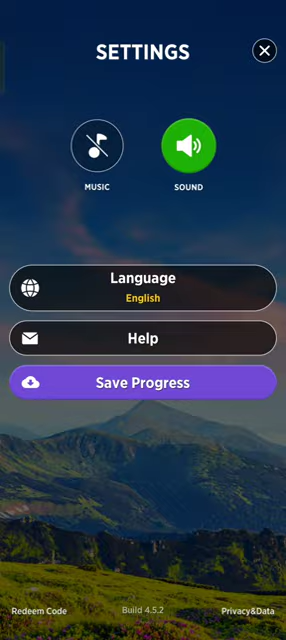 SETTINGS
MUSIC
SOUND
Language
English
Help
Save Progress
Redeem Code
Build 4.5.2
Privacy&Data